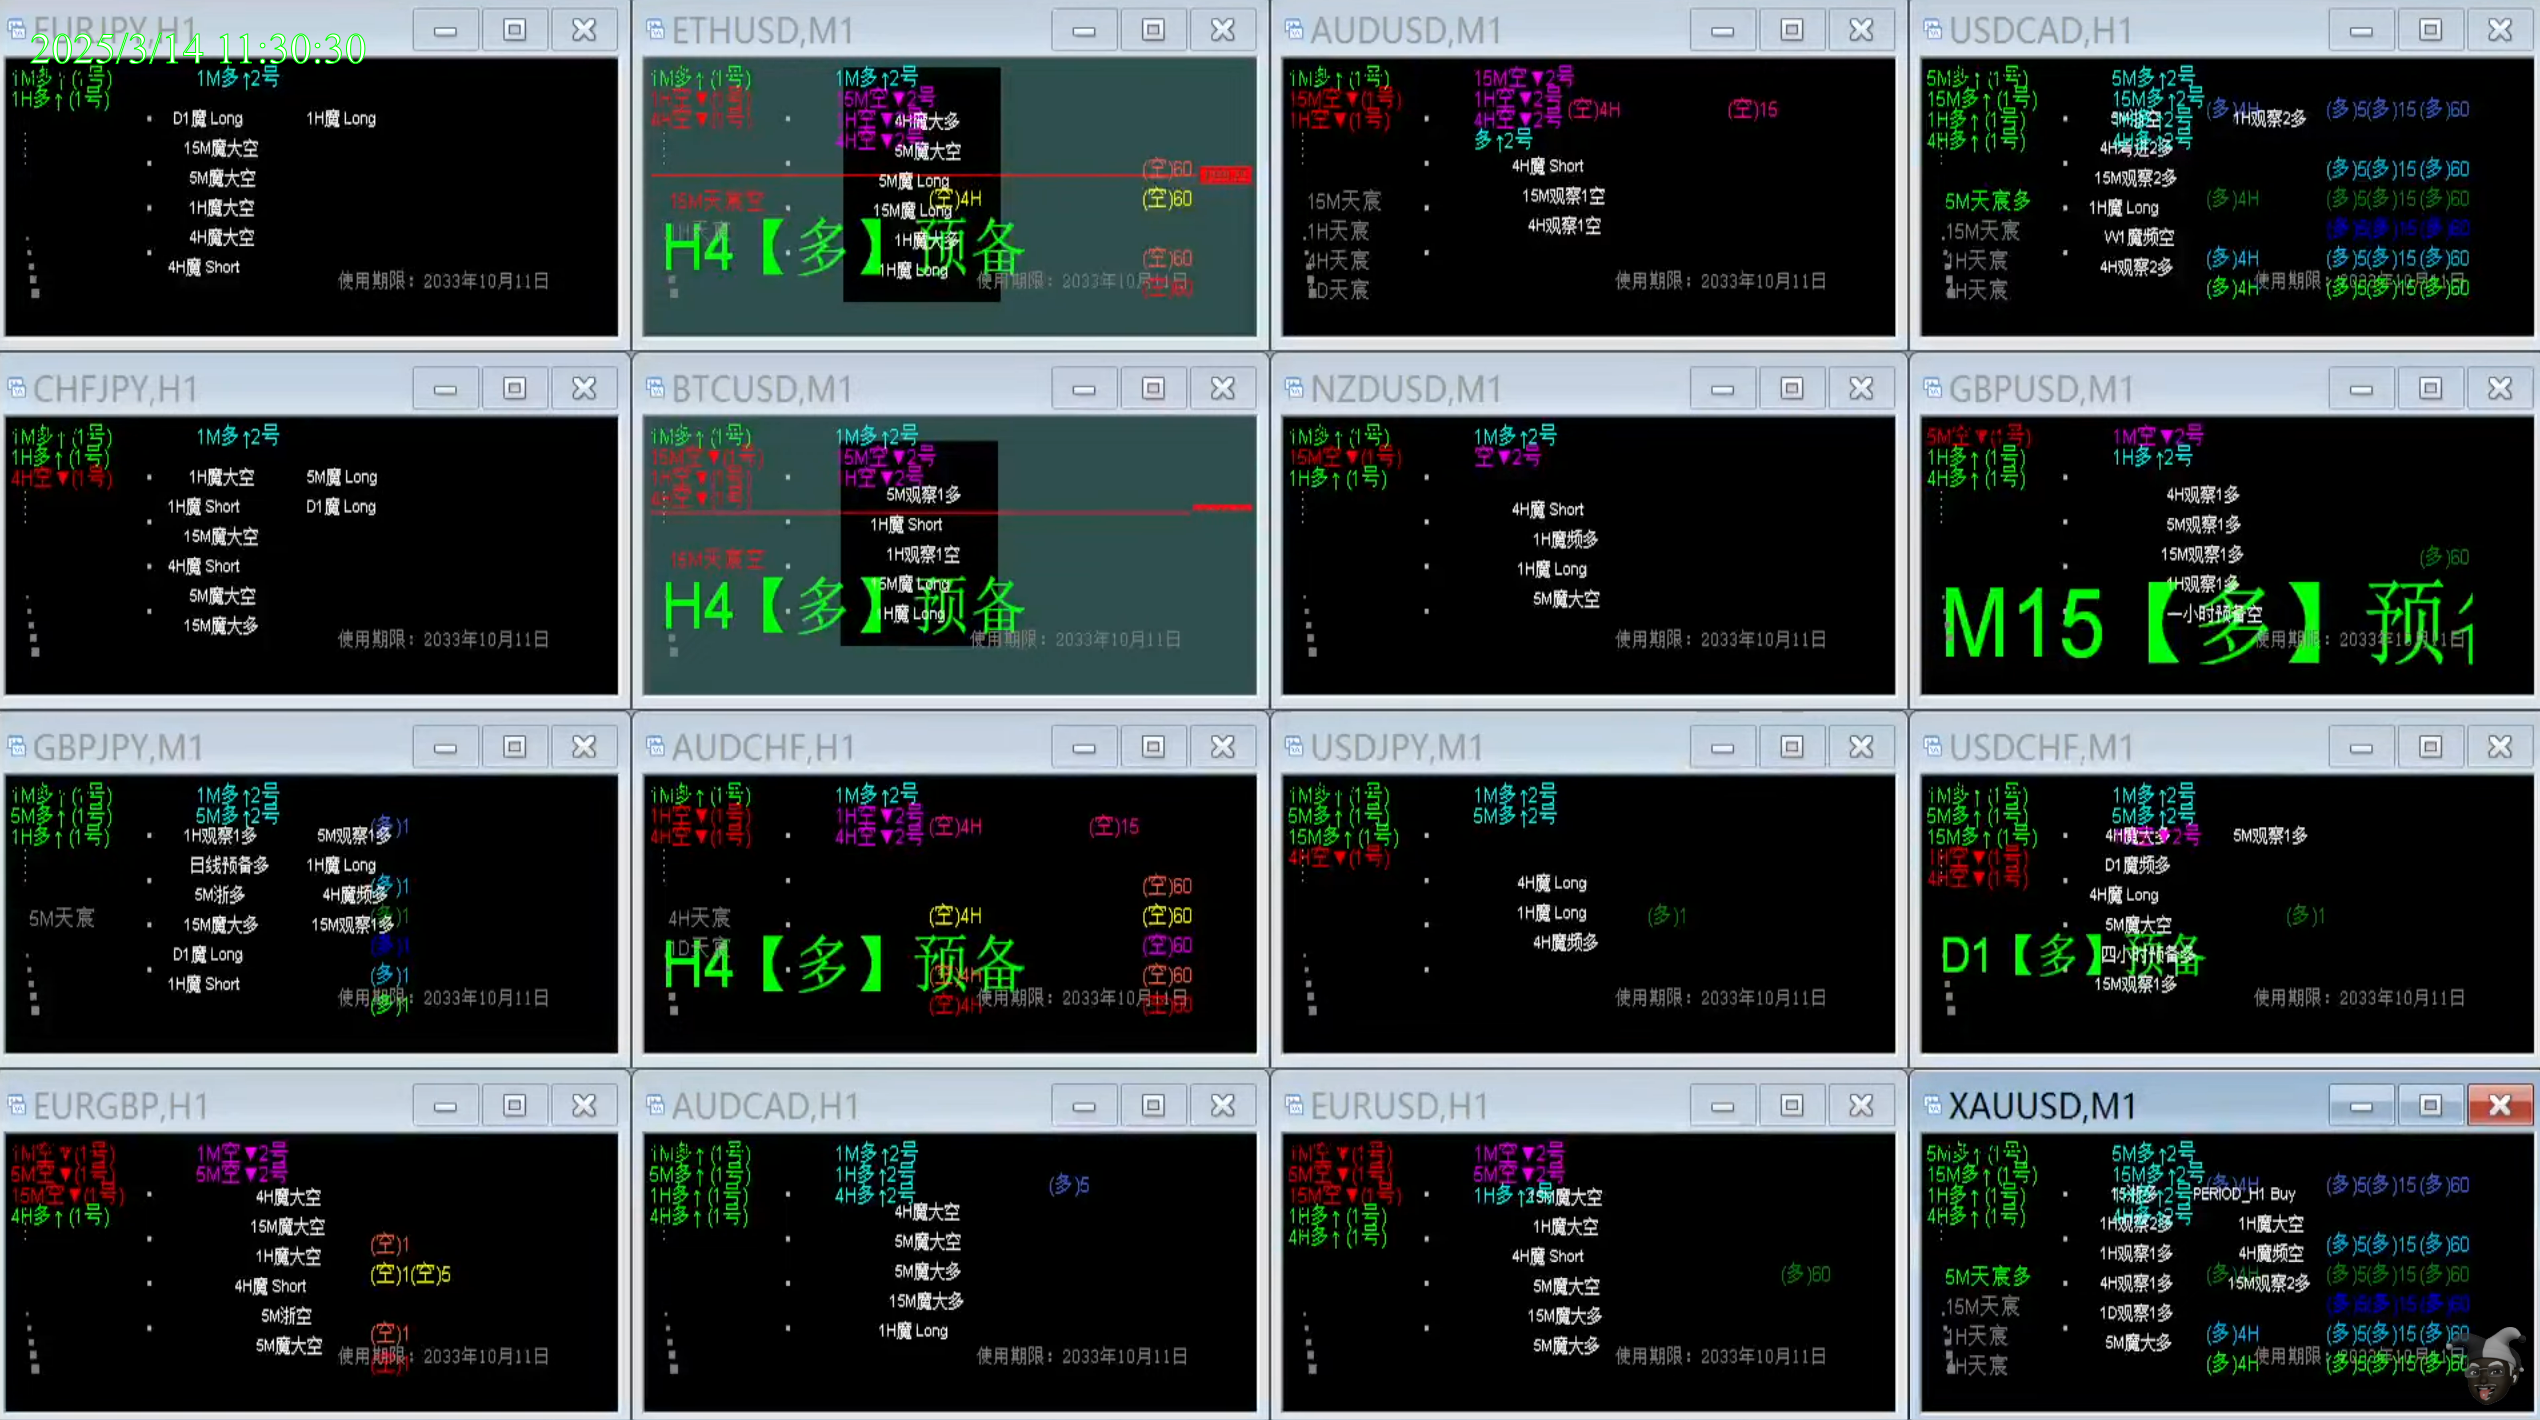 EURJPY,H1
2025/3/14 11:30:30
1M多↑(1号)
1H多↑(1号)
1M多↑2号
D1魔 Long
1H魔 Long
15M魔大空
5M魔大空
1H魔大空
4H魔大空
4H魔 Short
使用期限：2033年10月11日
ETHUSD,M1
1M多↑(1号)
1H空▼(1号)
4H空▼(1号)
1M多↑2号
15M空▼2号
1H空▼2号
4H空▼2号
4H魔大多
5M魔大空
5M魔 Long
15M魔 Long
1H魔大多
1H魔 Long
(空)60
(空)4H
(空)60
(空)60
(空)60
15M天宸空
1H天宸
H4【多】预备
使用期限：2033年10月11日
AUDUSD,M1
1M多↑(1号)
15M空▼(1号)
1H空▼(1号)
15M空▼2号
1H空▼2号
4H空▼2号
多↑2号
(空)4H
(空)15
4H魔 Short
15M观察1空
4H观察1空
15M天宸
1H天宸
4H天宸
1D天宸
使用期限：2033年10月11日
USDCAD,H1
5M多↑(1号)
15M多↑(1号)
1H多↑(1号)
4H多↑(1号)
5M多↑2号
15M多↑2号
(多)4H
(多)5(多)15(多)60
1H观察2多
15M观察2多
1H魔 Long
W1魔频空
4H观察2多
(多)5(多)15(多)60
(多)4H
(多)5(多)15(多)60
(多)5(多)15(多)60
(多)4H
(多)5(多)15(多)60
(多)4H
(多)5(多)15(多)60
5M天宸多
15M天宸
1H天宸
4H天宸
使用期限：
CHFJPY,H1
1M多↑(1号)
1H多↑(1号)
4H空▼(1号)
1M多↑2号
1H魔大空
5M魔 Long
1H魔 Short
D1魔 Long
15M魔大空
4H魔 Short
5M魔大空
15M魔大多
使用期限：2033年10月11日
BTCUSD,M1
1M多↑(1号)
15M空▼(1号)
1H空▼(1号)
4H空▼(1号)
1M多↑2号
15M空▼2号
1H空▼2号
5M观察1多
1H魔 Short
1H观察1空
15M魔 Long
1H魔 Long
15M天宸空
H4【多】预备
使用期限：2033年10月11日
NZDUSD,M1
1M多↑(1号)
15M空▼(1号)
1H多↑(1号)
1M多↑2号
空▼2号
4H魔 Short
1H魔频多
1H魔 Long
5M魔大空
使用期限：2033年10月11日
GBPUSD,M1
5M空▼(1号)
1H多↑(1号)
4H多↑(1号)
1M空▼2号
1H多↑2号
4H观察1多
5M观察1多
15M观察1多
4H观察1多
一小时预备空
(多)60
M15【多】预
使用期限：2033年10月11日
GBPJPY,M1
1M多↑(1号)
5M多↑(1号)
1H多↑(1号)
1M多↑2号
5M多↑2号
1H观察1多
5M观察1多
日线预备多
1H魔 Long
5M浙多
4H魔频多
15M魔大多
15M观察1多
D1魔 Long
1H魔 Short
(多)1
(多)1
(多)1
(多)1
(多)1
(多)1
5M天宸
使用期限：2033年10月11日
AUDCHF,H1
1M多↑(1号)
1H空▼(1号)
4H空▼(1号)
1M多↑2号
1H空▼2号
4H空▼2号
(空)4H
(空)15
(空)60
(空)4H
(空)60
(空)60
(空)4H
(空)60
(空)4H
(空)60
4H天宸
1D天宸
H4【多】预备
使用期限：2033年10月11日
USDJPY,M1
1M多↑(1号)
5M多↑(1号)
15M多↑(1号)
4H空▼(1号)
1M多↑2号
5M多↑2号
4H魔 Long
1H魔 Long
4H魔频多
(多)1
使用期限：2033年10月11日
USDCHF,M1
1M多↑(1号)
5M多↑(1号)
15M多↑(1号)
1H空▼(1号)
4H空▼(1号)
1M多↑2号
5M多↑2号
4H魔大多
5M观察1多
D1魔频多
4H魔 Long
5M魔大空
四小时预备多
15M观察1多
(多)1
D1【多】预备
使用期限：2033年10月11日
EURGBP,H1
1M空▼(1号)
5M空▼(1号)
15M空▼(1号)
4H多↑(1号)
1M空▼2号
5M空▼2号
4H魔大空
15M魔大空
1H魔大空
4H魔 Short
5M浙空
5M魔大空
(空)1
(空)1(空)5
(空)1
(空)1
使用期限：2033年10月11日
AUDCAD,H1
1M多↑(1号)
5M多↑(1号)
1H多↑(1号)
4H多↑(1号)
1M多↑2号
1H多↑2号
4H多↑2号
(多)5
4H魔大空
5M魔大空
5M魔大多
15M魔大多
1H魔 Long
使用期限：2033年10月11日
EURUSD,H1
1M空▼(1号)
5M空▼(1号)
15M空▼(1号)
1H多↑(1号)
4H多↑(1号)
1M空▼2号
5M空▼2号
1H多↑2号
15M魔大空
1H魔大空
4H魔 Short
5M魔大空
15M魔大多
5M魔大多
(多)60
使用期限：2033年10月11日
XAUUSD,M1
5M多↑(1号)
15M多↑(1号)
1H多↑(1号)
4H多↑(1号)
5M多↑2号
15M多↑2号
(多)5(多)15(多)60
PERIOD_H1 Buy
1H观察2多
1H魔大空
1H观察1多
4H魔频空
4H观察1多
15M观察2多
1D观察1多
5M魔大多
(多)5(多)15(多)60
(多)5(多)15(多)60
(多)5(多)15(多)60
(多)4H
(多)5(多)15(多)60
(多)4H
(多)5(多)15(多)60
5M天宸多
15M天宸
1H天宸
4H天宸
使用期限：